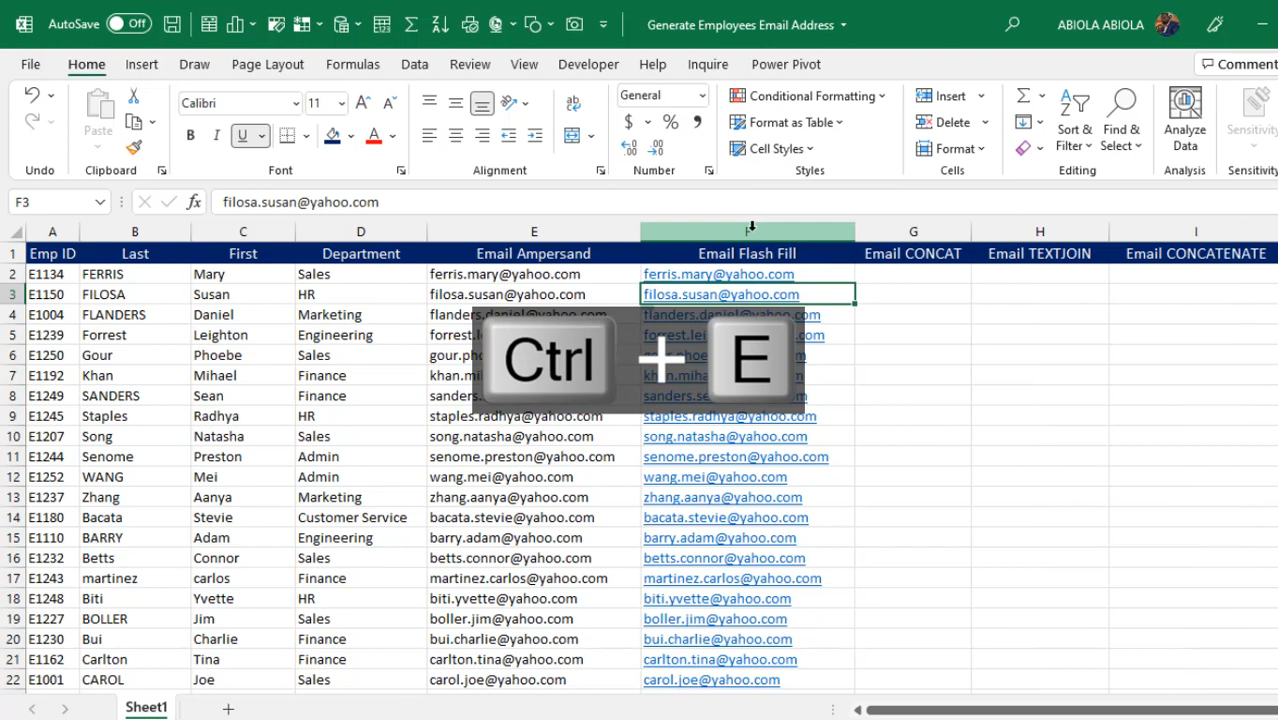 AutoSave Off Generate Employees Email Address ABIOLA ABIOLA
File Home Insert Draw Page Layout Formulas Data Review View Developer Help Inquire Power Pivot Comment
Calibri 11 General Conditional Formatting Insert
Paste B I U A $ % Format as Table Delete Sort & Filter Find & Select Analyze Data Sensitivity
Cell Styles Format
Undo Clipboard Font Alignment Number Styles Cells Editing Analysis Sensitivity
F3 fx filosa.susan@yahoo.com
A B C D E F G H I
1 Emp ID Last First Department Email Ampersand Email Flash Fill Email CONCAT Email TEXTJOIN Email CONCATENATE
2 E1134 FERRIS Mary Sales ferris.mary@yahoo.com ferris.mary@yahoo.com
3 E1150 FILOSA Susan HR filosa.susan@yahoo.com filosa.susan@yahoo.com
4 E1004 FLANDERS Daniel Marketing flanders.daniel@yahoo.com flanders.daniel@yahoo.com
5 E1239 Forrest Leighton Engineering
6 E1250 Gour Phoebe Sales
7 E1192 Khan Mihael Finance
8 E1249 SANDERS Sean Finance
Ctrl + E
9 E1245 Staples Radhya HR staples.radhya@yahoo.com staples.radhya@yahoo.com
10 E1207 Song Natasha Sales song.natasha@yahoo.com song.natasha@yahoo.com
11 E1244 Senome Preston Admin senome.preston@yahoo.com senome.preston@yahoo.com
12 E1252 WANG Mei Admin wang.mei@yahoo.com wang.mei@yahoo.com
13 E1237 Zhang Aanya Marketing zhang.aanya@yahoo.com zhang.aanya@yahoo.com
14 E1180 Bacata Stevie Customer Service bacata.stevie@yahoo.com bacata.stevie@yahoo.com
15 E1110 BARRY Adam Engineering barry.adam@yahoo.com barry.adam@yahoo.com
16 E1232 Betts Connor Sales betts.connor@yahoo.com betts.connor@yahoo.com
17 E1243 martinez carlos Finance martinez.carlos@yahoo.com martinez.carlos@yahoo.com
18 E1248 Biti Yvette HR biti.yvette@yahoo.com biti.yvette@yahoo.com
19 E1227 BOLLER Jim Sales boller.jim@yahoo.com boller.jim@yahoo.com
20 E1230 Bui Charlie Finance bui.charlie@yahoo.com bui.charlie@yahoo.com
21 E1162 Carlton Tina Finance carlton.tina@yahoo.com carlton.tina@yahoo.com
22 E1001 CAROL Joe Sales carol.joe@yahoo.com carol.joe@yahoo.com
Sheet1